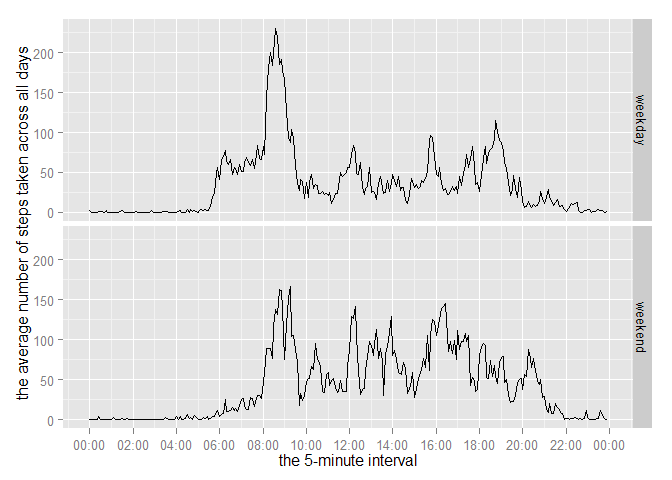 the average number of steps taken across all days
200
150
100
50
0
weekday
200
150
100
50
0
weekend
00:00 02:00 04:00 06:00 08:00 10:00 12:00 14:00 16:00 18:00 20:00 22:00 00:00
the 5-minute interval